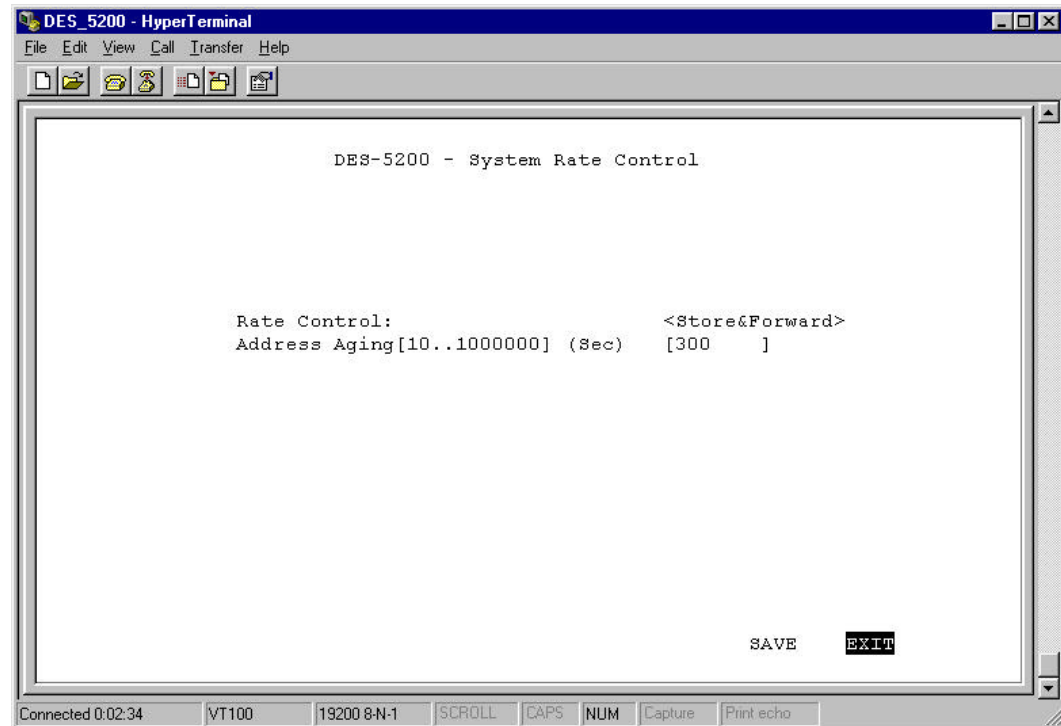 DES_5200 - HyperTerminal
File Edit View Call Transfer Help
DES-5200 - System Rate Control
Rate Control: <Store&Forward>
Address Aging[10..1000000] (Sec) [300 ]
SAVE EXIT
Connected 0:02:34 VT100 19200 8-N-1 SCROLL CAPS NUM Capture Print echo